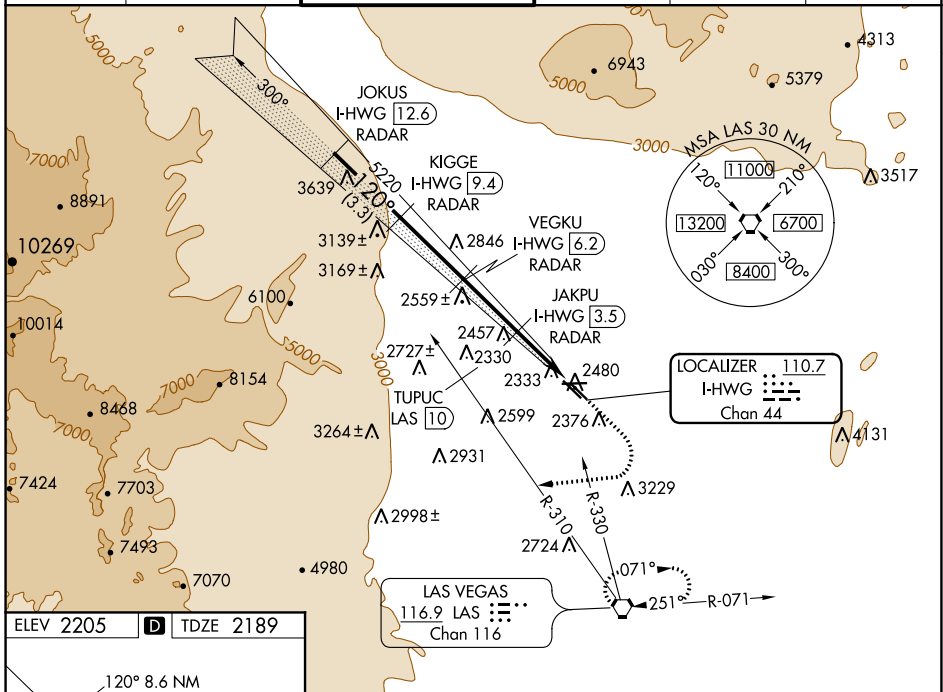 5000
4313
6943
5379
5000
300°
JOKUS
I-HWG 12.6
RADAR
3000
MSA LAS 30 NM
120°
11000
210°
13200
6700
030°
8400
300°
3517
7000
8891
3639
120°
5220
(3.3)
KIGGE
I-HWG 9.4
RADAR
3139±
2846
VEGKU
I-HWG 6.2
RADAR
10269
3169±
6100
2559±
JAKPU
I-HWG 3.5
RADAR
10014
5000
3000
2457
2727±
2330
7000
8154
2333
2480
LOCALIZER 110.7
I-HWG
Chan 44
TUPUC
LAS 10
8468
7000
2599
2376
3264±
4131
2931
7424
7703
3229
R-310
R-330
2998±
7493
2724
4980
7070
071°
251°
R-071
LAS VEGAS
116.9 LAS
Chan 116
ELEV 2205
D
TDZE 2189
120° 8.6 NM